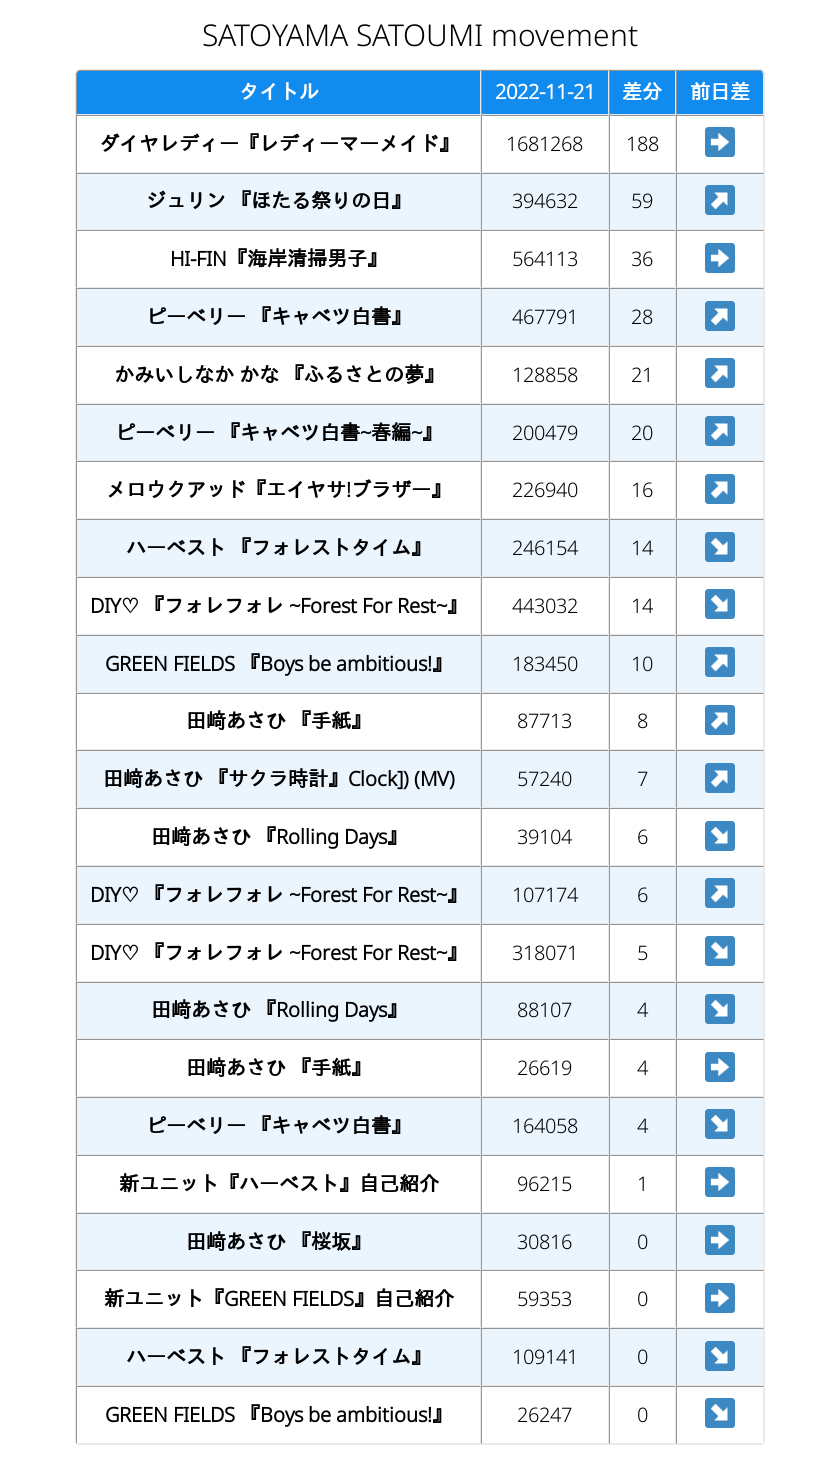 SATOYAMA SATOUMI movement
タイトル 2022-11-21 差分 前日差
ダイヤレディー『レディーマーメイド』 1681268 188 ➡
ジュリン 『ほたる祭りの日』 394632 59 ↗
HI-FIN『海岸清掃男子』 564113 36 ➡
ピーベリー 『キャベツ白書』 467791 28 ↗
かみいしなか かな 『ふるさとの夢』 128858 21 ↗
ピーベリー 『キャベツ白書~春編~』 200479 20 ↗
メロウクアッド『エイヤサ!ブラザー』 226940 16 ↗
ハーベスト 『フォレストタイム』 246154 14 ↘
DIY♡ 『フォレフォレ ~Forest For Rest~』 443032 14 ↘
GREEN FIELDS 『Boys be ambitious!』 183450 10 ↗
田﨑あさひ 『手紙』 87713 8 ↗
田﨑あさひ 『サクラ時計』Clock]) (MV) 57240 7 ↗
田﨑あさひ 『Rolling Days』 39104 6 ↘
DIY♡ 『フォレフォレ ~Forest For Rest~』 107174 6 ↗
DIY♡ 『フォレフォレ ~Forest For Rest~』 318071 5 ↘
田﨑あさひ 『Rolling Days』 88107 4 ↘
田﨑あさひ 『手紙』 26619 4 ➡
ピーベリー 『キャベツ白書』 164058 4 ↘
新ユニット『ハーベスト』自己紹介 96215 1 ➡
田﨑あさひ 『桜坂』 30816 0 ➡
新ユニット『GREEN FIELDS』自己紹介 59353 0 ➡
ハーベスト 『フォレストタイム』 109141 0 ↘
GREEN FIELDS 『Boys be ambitious!』 26247 0 ↘